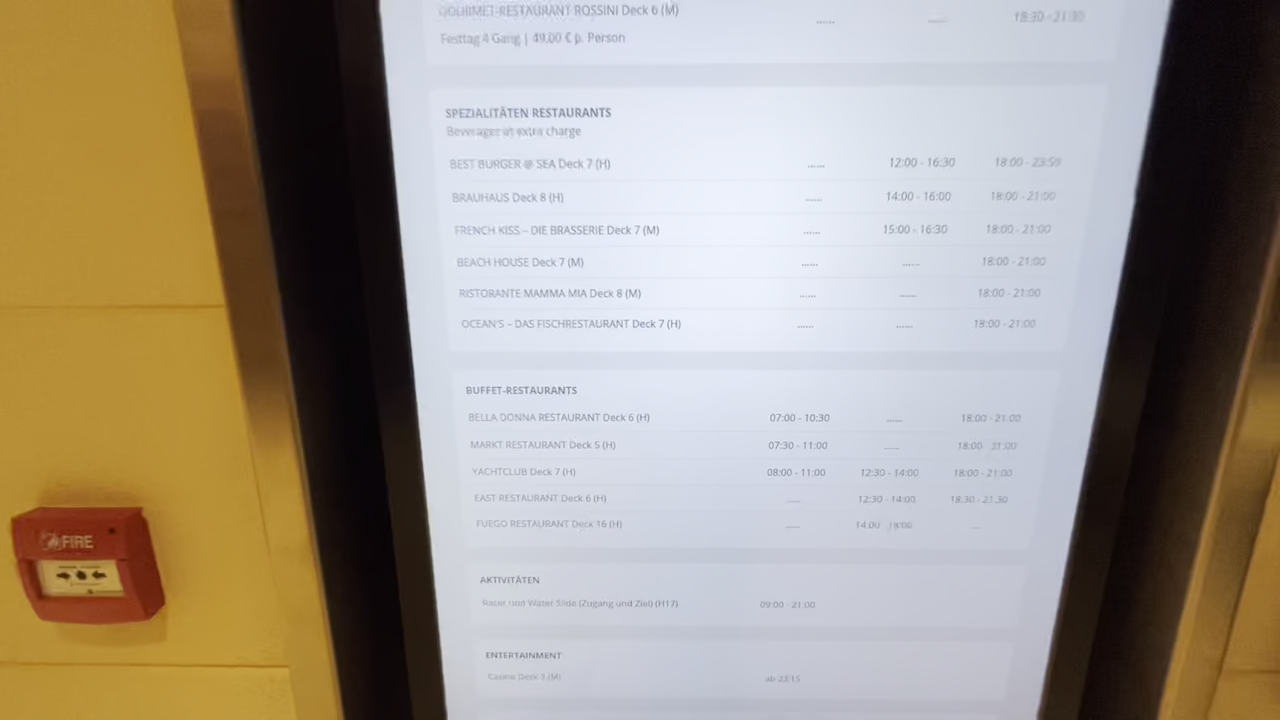 GOURMET-RESTAURANT ROSSINI Deck 6 (M) ...... ...... 18:30 - 21:30
Festtag 4 Gang | 49,00 € p. Person
SPEZIALITÄTEN RESTAURANTS
Beverages at extra charge
BEST BURGER @ SEA Deck 7 (H) ...... 12:00 - 16:30 18:00 - 23:59
BRAUHAUS Deck 8 (H) ...... 14:00 - 16:00 18:00 - 21:00
FRENCH KISS – DIE BRASSERIE Deck 7 (M) ...... 15:00 - 16:30 18:00 - 21:00
BEACH HOUSE Deck 7 (M) ...... ...... 18:00 - 21:00
RISTORANTE MAMMA MIA Deck 8 (M) ...... ...... 18:00 - 21:00
OCEAN'S – DAS FISCHRESTAURANT Deck 7 (H) ...... ...... 18:00 - 21:00
BUFFET-RESTAURANTS
BELLA DONNA RESTAURANT Deck 6 (H) 07:00 - 10:30 ...... 18:00 - 21:00
MARKT RESTAURANT Deck 5 (H) 07:30 - 11:00 ...... 18:00 - 21:00
YACHTCLUB Deck 7 (H) 08:00 - 11:00 12:30 - 14:00 18:00 - 21:00
EAST RESTAURANT Deck 6 (H) ...... 12:30 - 14:00 18:30 - 21:30
FUEGO RESTAURANT Deck 16 (H) ...... 14:00 - 18:00 ......
AKTIVITÄTEN
Racer und Water Slide (Zugang und Ziel) (H17) 09:00 - 21:00
ENTERTAINMENT
Casino Deck 7 (M) ab 23:15
FIRE